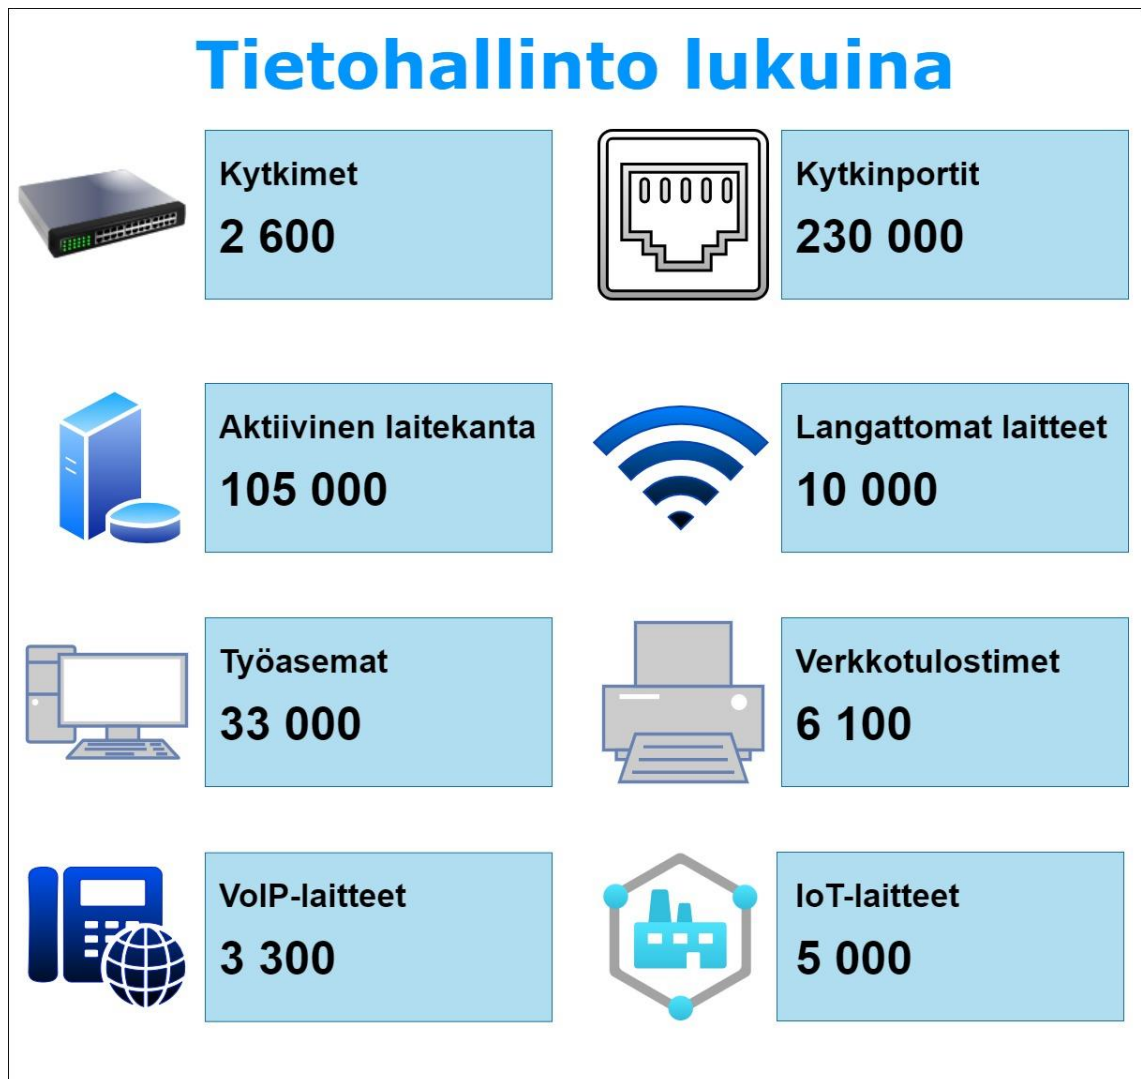 Tietohallinto lukuina
Kytkimet
2 600
Kytkinportit
230 000
Aktiivinen laitekanta
105 000
Langattomat laitteet
10 000
Työasemat
33 000
Verkkotulostimet
6 100
VoIP-laitteet
3 300
IoT-laitteet
5 000